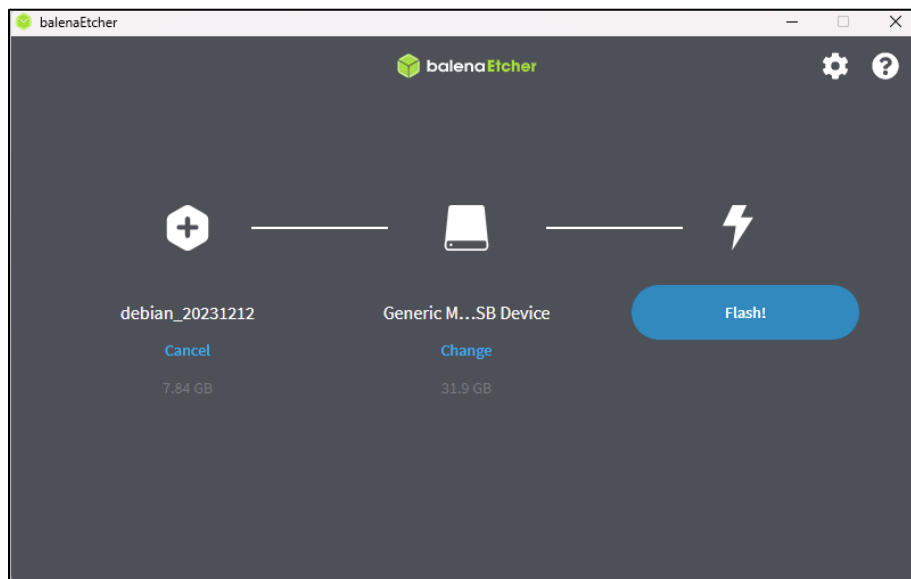 balenaEtcher
balenaEtcher
debian_20231212
Generic M...SB Device
Flash!
Cancel
Change
7.84 GB
31.9 GB